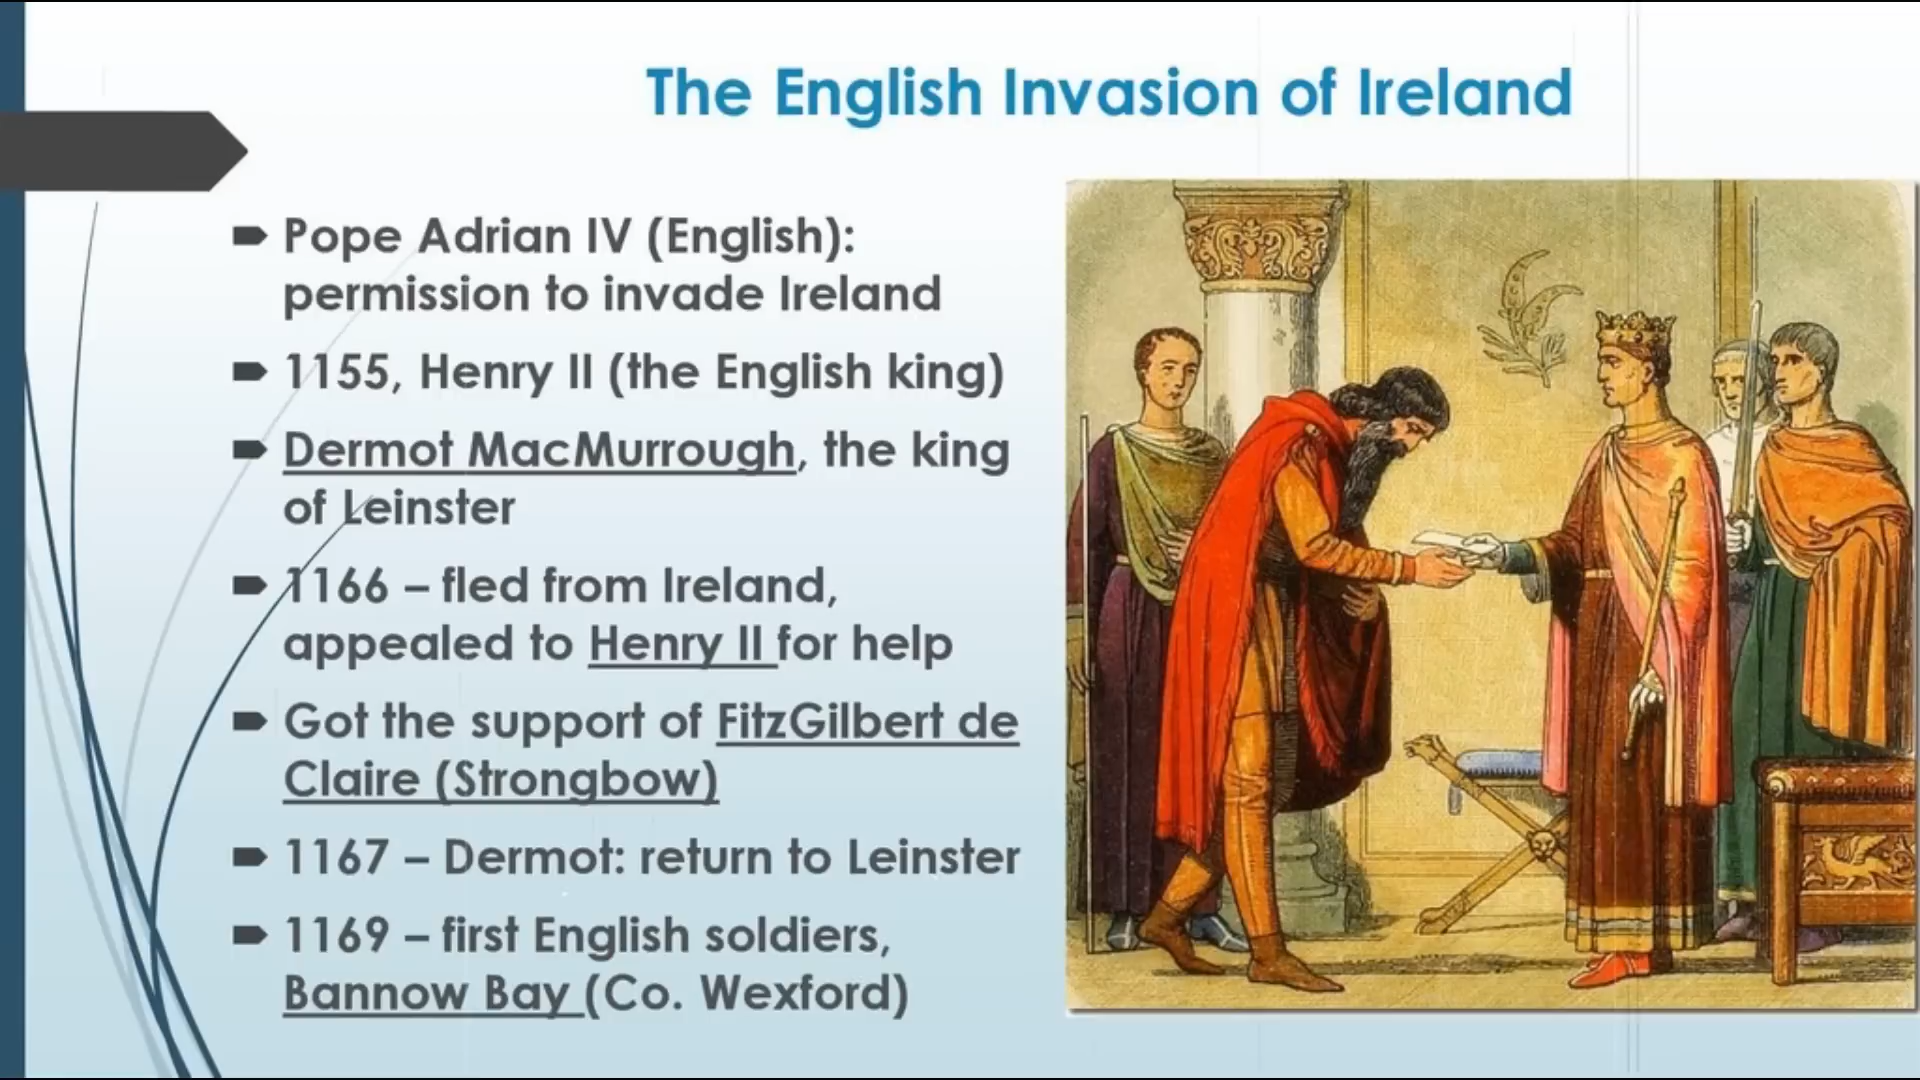 The English Invasion of Ireland
Pope Adrian IV (English):
permission to invade Ireland
1155, Henry II (the English king)
Dermot MacMurrough, the king
of Leinster
1166 – fled from Ireland,
appealed to Henry II for help
Got the support of FitzGilbert de
Claire (Strongbow)
1167 – Dermot: return to Leinster
1169 – first English soldiers,
Bannow Bay (Co. Wexford)